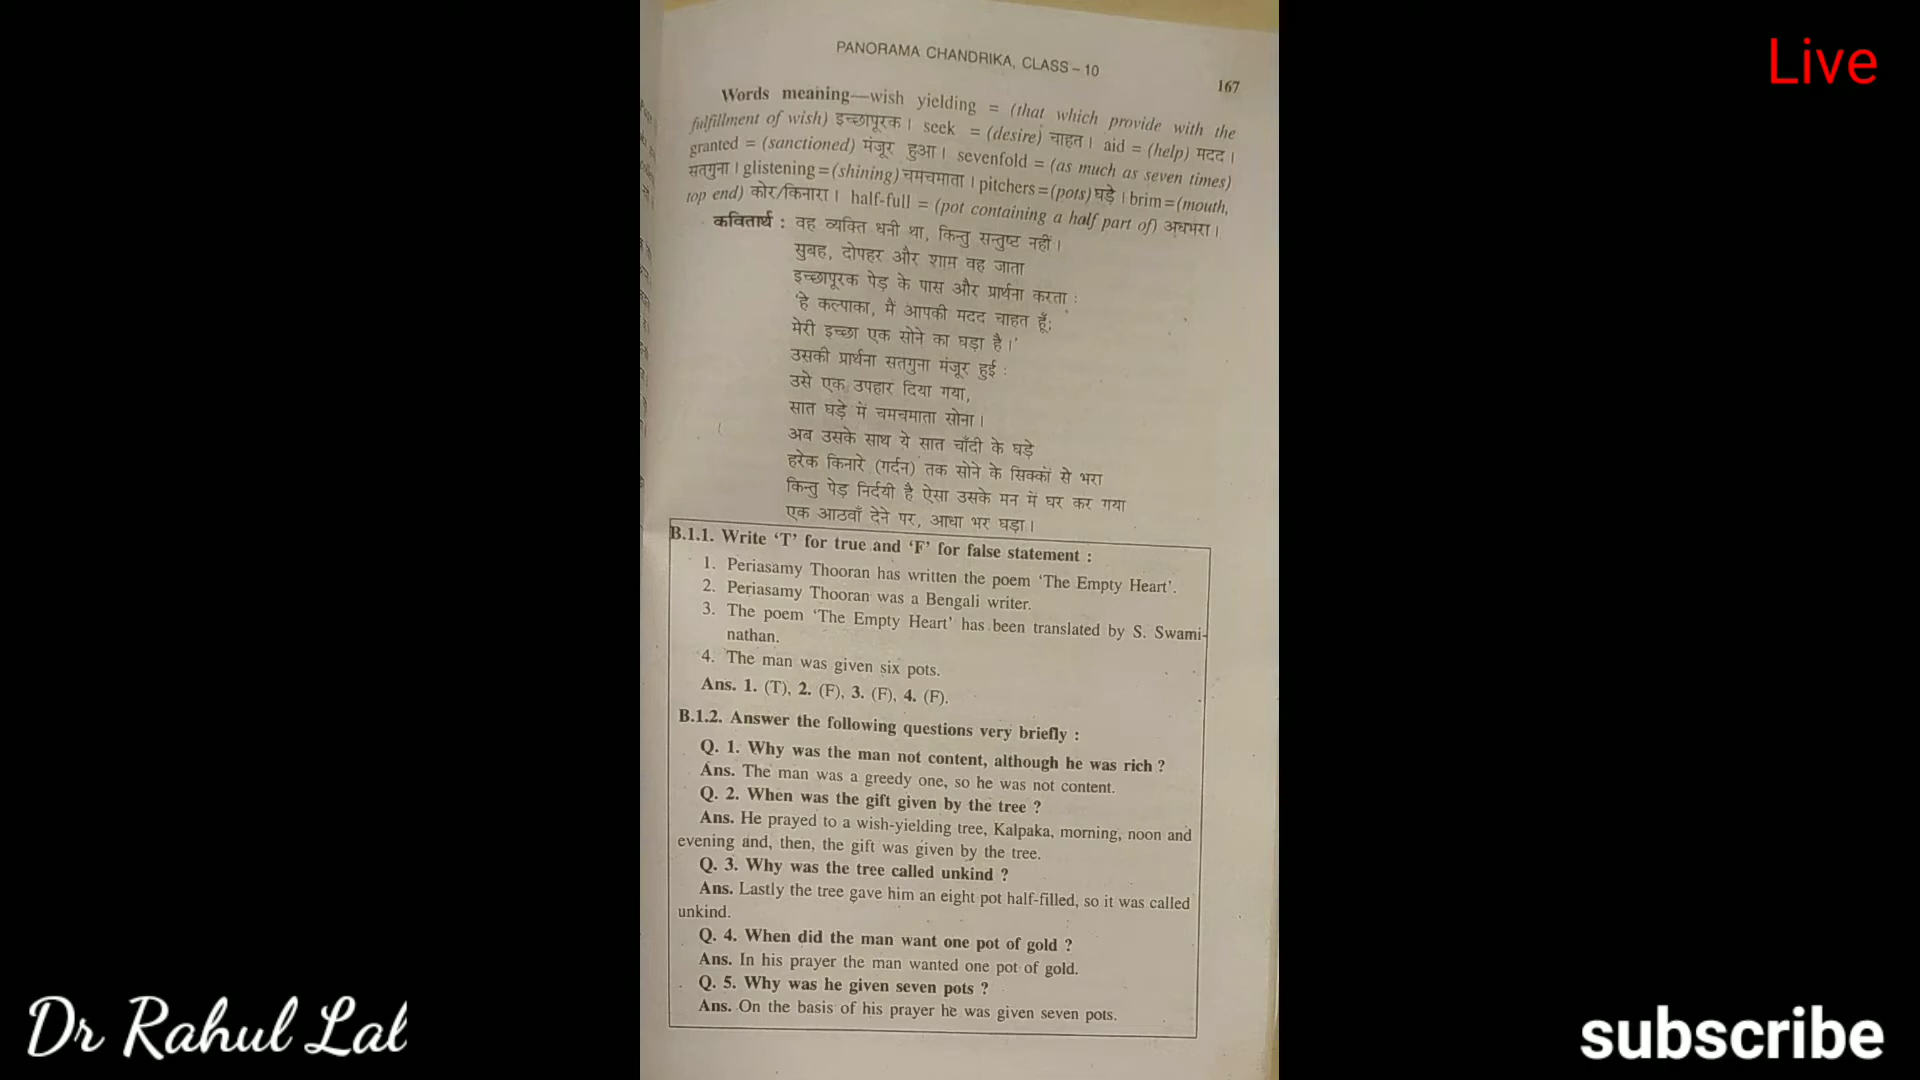 PANORAMA CHANDRIKA, CLASS – 10
167
Live
Words meaning—wish yielding = (that which provide with the
fulfillment of wish) इच्छापूरक। seek = (desire) चाहत। aid = (help) मदद।
granted = (sanctioned) मंजूर हुआ। sevenfold = (as much as seven times)
सतगुना। glistening = (shining) चमचमाता। pitchers = (pots) घड़े। brim = (mouth,
top end) कोर/किनारा। half-full = (pot containing a half part of) अधभरा।
कवितार्थ : वह व्यक्ति धनी था, किन्तु सन्तुष्ट नहीं।
सुबह, दोपहर और शाम वह जाता
इच्छापूरक पेड़ के पास और प्रार्थना करता :
'हे कल्पाका, मैं आपकी मदद चाहत हूँ;
मेरी इच्छा एक सोने का घड़ा है।'
उसकी प्रार्थना सतगुना मंजूर हुई :
उसे एक उपहार दिया गया,
सात घड़े में चमचमाता सोना।
अब उसके साथ ये सात चाँदी के घड़े
हरेक किनारे (गर्दन) तक सोने के सिक्कों से भरा
किन्तु पेड़ निर्दयी है ऐसा उसके मन में घर कर गया
एक आठवाँ देने पर, आधा भर घड़ा।
B.1.1. Write 'T' for true and 'F' for false statement :
1. Periasamy Thooran has written the poem 'The Empty Heart'.
2. Periasamy Thooran was a Bengali writer.
3. The poem 'The Empty Heart' has been translated by S. Swami-
nathan.
4. The man was given six pots.
Ans. 1. (T), 2. (F), 3. (F), 4. (F).
B.1.2. Answer the following questions very briefly :
Q. 1. Why was the man not content, although he was rich ?
Ans. The man was a greedy one, so he was not content.
Q. 2. When was the gift given by the tree ?
Ans. He prayed to a wish-yielding tree, Kalpaka, morning, noon and
evening and, then, the gift was given by the tree.
Q. 3. Why was the tree called unkind ?
Ans. Lastly the tree gave him an eight pot half-filled, so it was called
unkind.
Q. 4. When did the man want one pot of gold ?
Ans. In his prayer the man wanted one pot of gold.
Q. 5. Why was he given seven pots ?
Ans. On the basis of his prayer he was given seven pots.
Dr Rahul Lal
subscribe